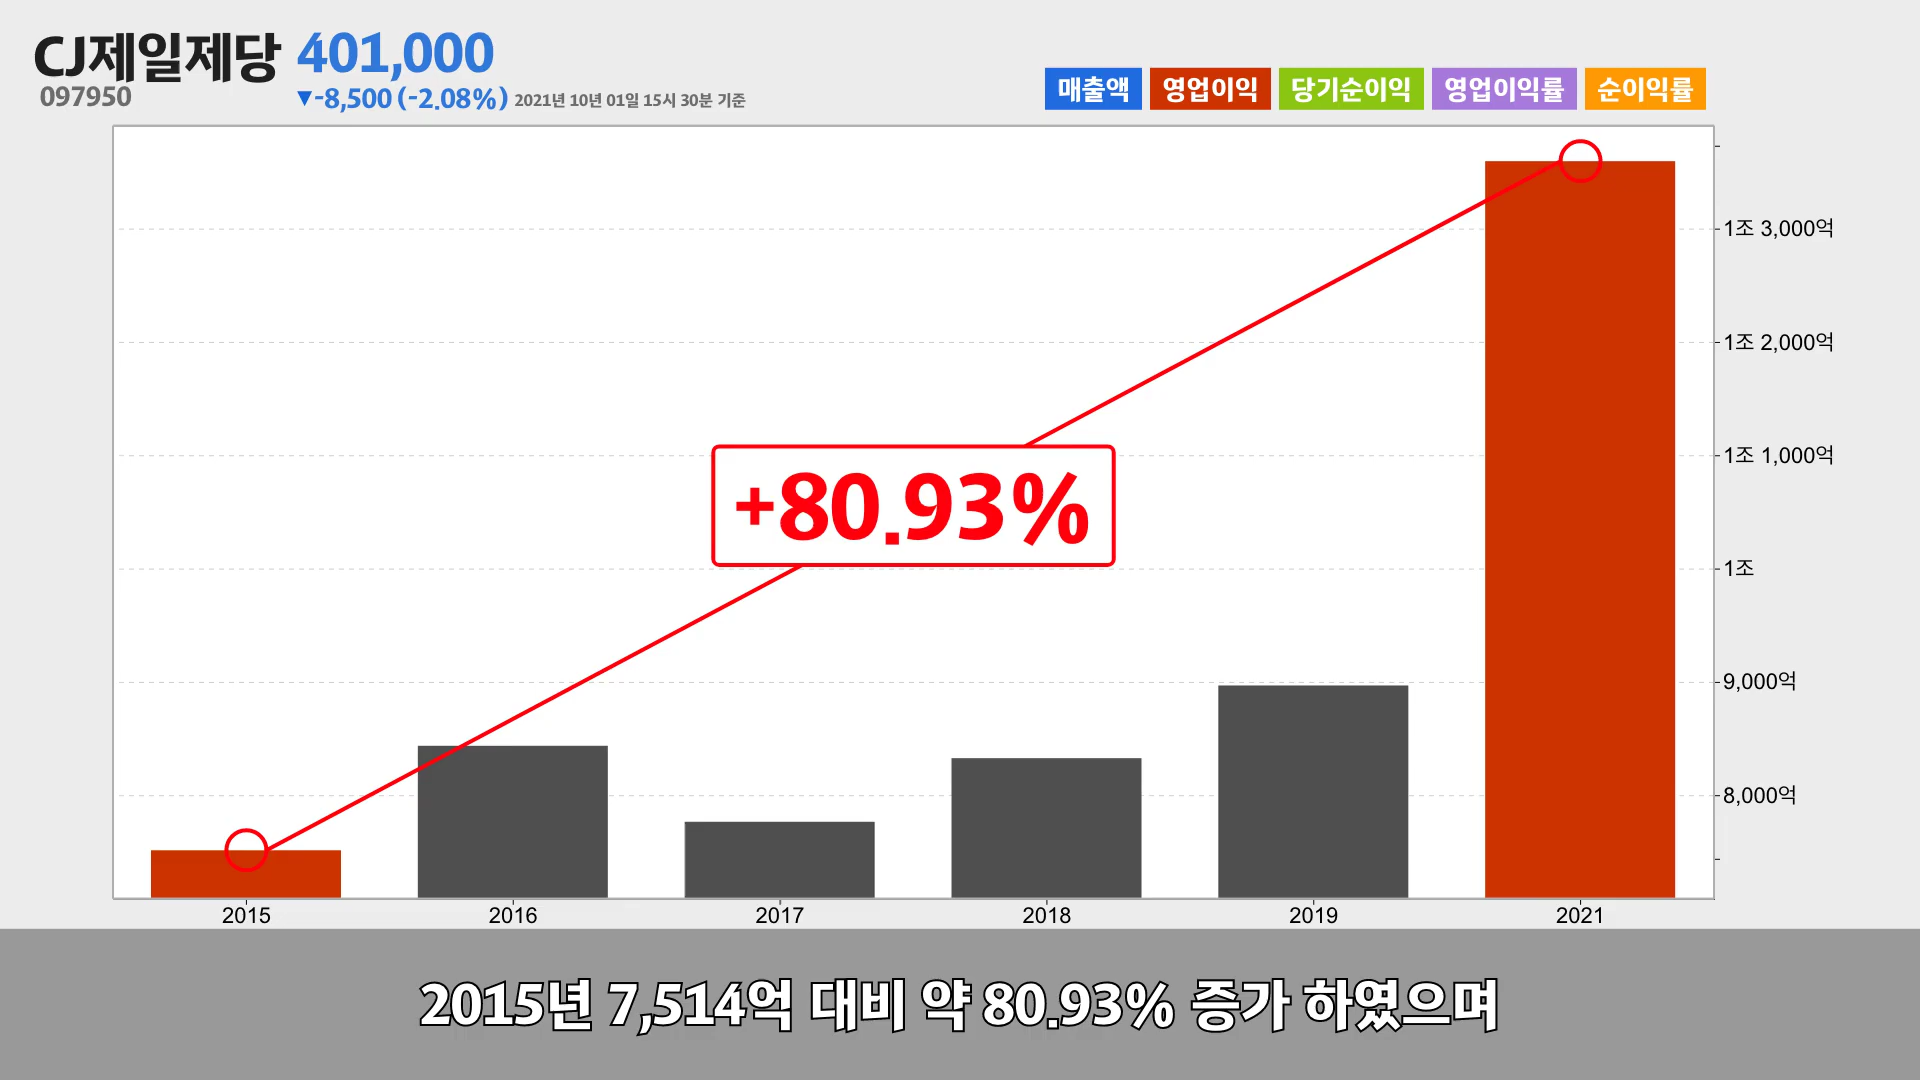 CJ제일제당 401,000
097950 ▼-8,500 (-2.08%) 2021년 10년 01일 15시 30분 기준
매출액 영업이익 당기순이익 영업이익률 순이익률
1조 3,000억
1조 2,000억
1조 1,000억
+80.93%
1조
9,000억
8,000억
2015 2016 2017 2018 2019 2021
2015년 7,514억 대비 약 80.93% 증가 하였으며